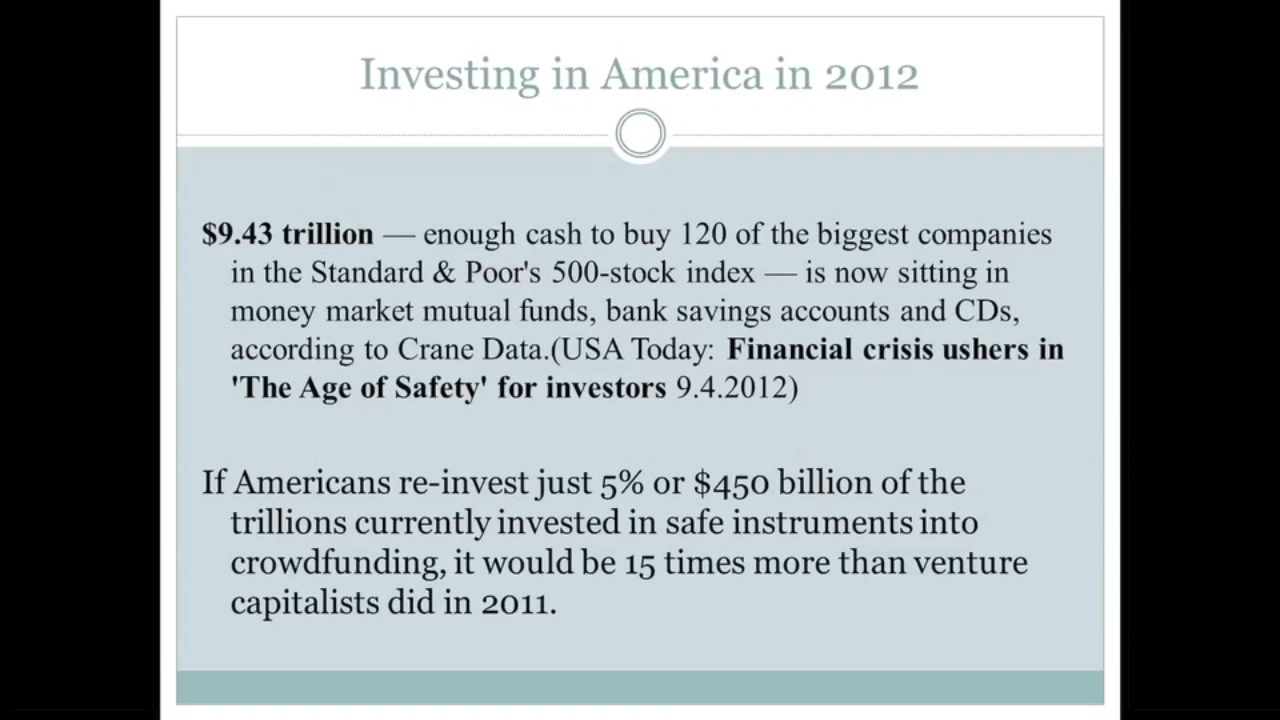 Investing in America in 2012
$9.43 trillion — enough cash to buy 120 of the biggest companies
in the Standard & Poor's 500-stock index — is now sitting in
money market mutual funds, bank savings accounts and CDs,
according to Crane Data.(USA Today: Financial crisis ushers in
'The Age of Safety' for investors 9.4.2012)
If Americans re-invest just 5% or $450 billion of the
trillions currently invested in safe instruments into
crowdfunding, it would be 15 times more than venture
capitalists did in 2011.